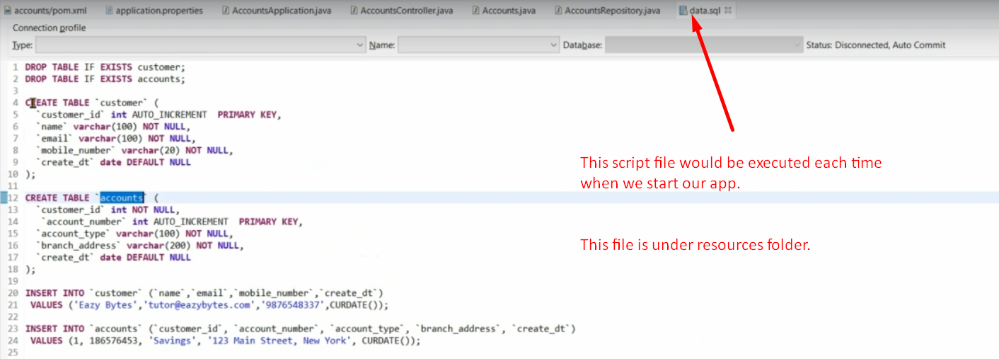 accounts/pom.xml application.properties AccountsApplication.java AccountsController.java Accounts.java AccountsRepository.java data.sql
Connection profile
Type: Name: Database: Status: Disconnected, Auto Commit
1 DROP TABLE IF EXISTS customer;
2 DROP TABLE IF EXISTS accounts;
3
4 CREATE TABLE `customer` (
5 `customer_id` int AUTO_INCREMENT  PRIMARY KEY,
6 `name` varchar(100) NOT NULL,
7 `email` varchar(100) NOT NULL,
8 `mobile_number` varchar(20) NOT NULL,
9 `create_dt` date DEFAULT NULL
10 );
11
12 CREATE TABLE `accounts` (
13 `customer_id` int NOT NULL,
14 `account_number` int AUTO_INCREMENT  PRIMARY KEY,
15 `account_type` varchar(100) NOT NULL,
16 `branch_address` varchar(200) NOT NULL,
17 `create_dt` date DEFAULT NULL
18 );
19
20 INSERT INTO `customer` (`name`,`email`,`mobile_number`,`create_dt`)
21 VALUES ('Eazy Bytes','tutor@eazybytes.com','9876548337',CURDATE());
22
23 INSERT INTO `accounts` (`customer_id`, `account_number`, `account_type`, `branch_address`, `create_dt`)
24 VALUES (1, 186576453, 'Savings', '123 Main Street, New York', CURDATE());
25
This script file would be executed each time
when we start our app.
This file is under resources folder.